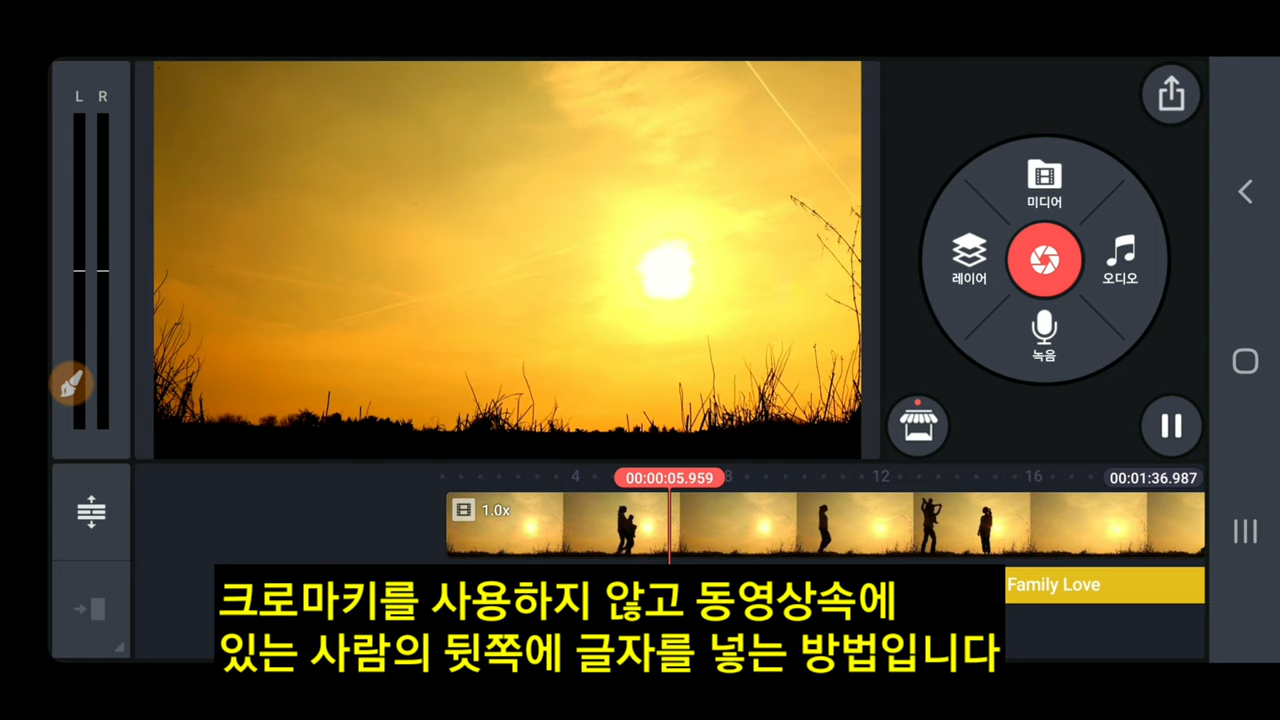 L R
미디어
레이어
오디오
녹음
4
00:00:05.959
8
12
16
00:01:36.987
1.0x
Family Love
크로마키를 사용하지 않고 동영상속에
있는 사람의 뒷쪽에 글자를 넣는 방법입니다